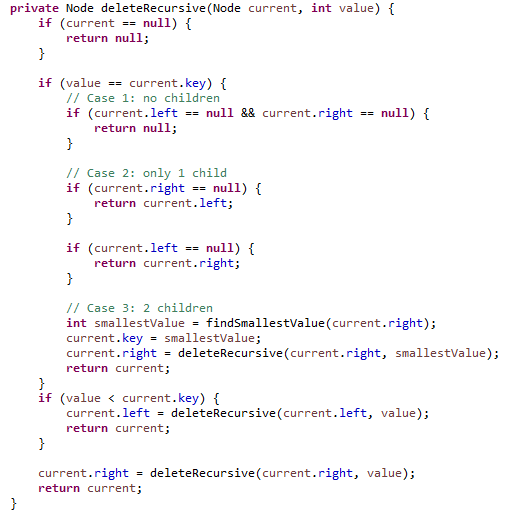 private Node deleteRecursive(Node current, int value) {
    if (current == null) {
        return null;
    }

    if (value == current.key) {
        // Case 1: no children
        if (current.left == null && current.right == null) {
            return null;
        }

        // Case 2: only 1 child
        if (current.right == null) {
            return current.left;
        }

        if (current.left == null) {
            return current.right;
        }

        // Case 3: 2 children
        int smallestValue = findSmallestValue(current.right);
        current.key = smallestValue;
        current.right = deleteRecursive(current.right, smallestValue);
        return current;
    }
    if (value < current.key) {
        current.left = deleteRecursive(current.left, value);
        return current;
    }

    current.right = deleteRecursive(current.right, value);
    return current;
}